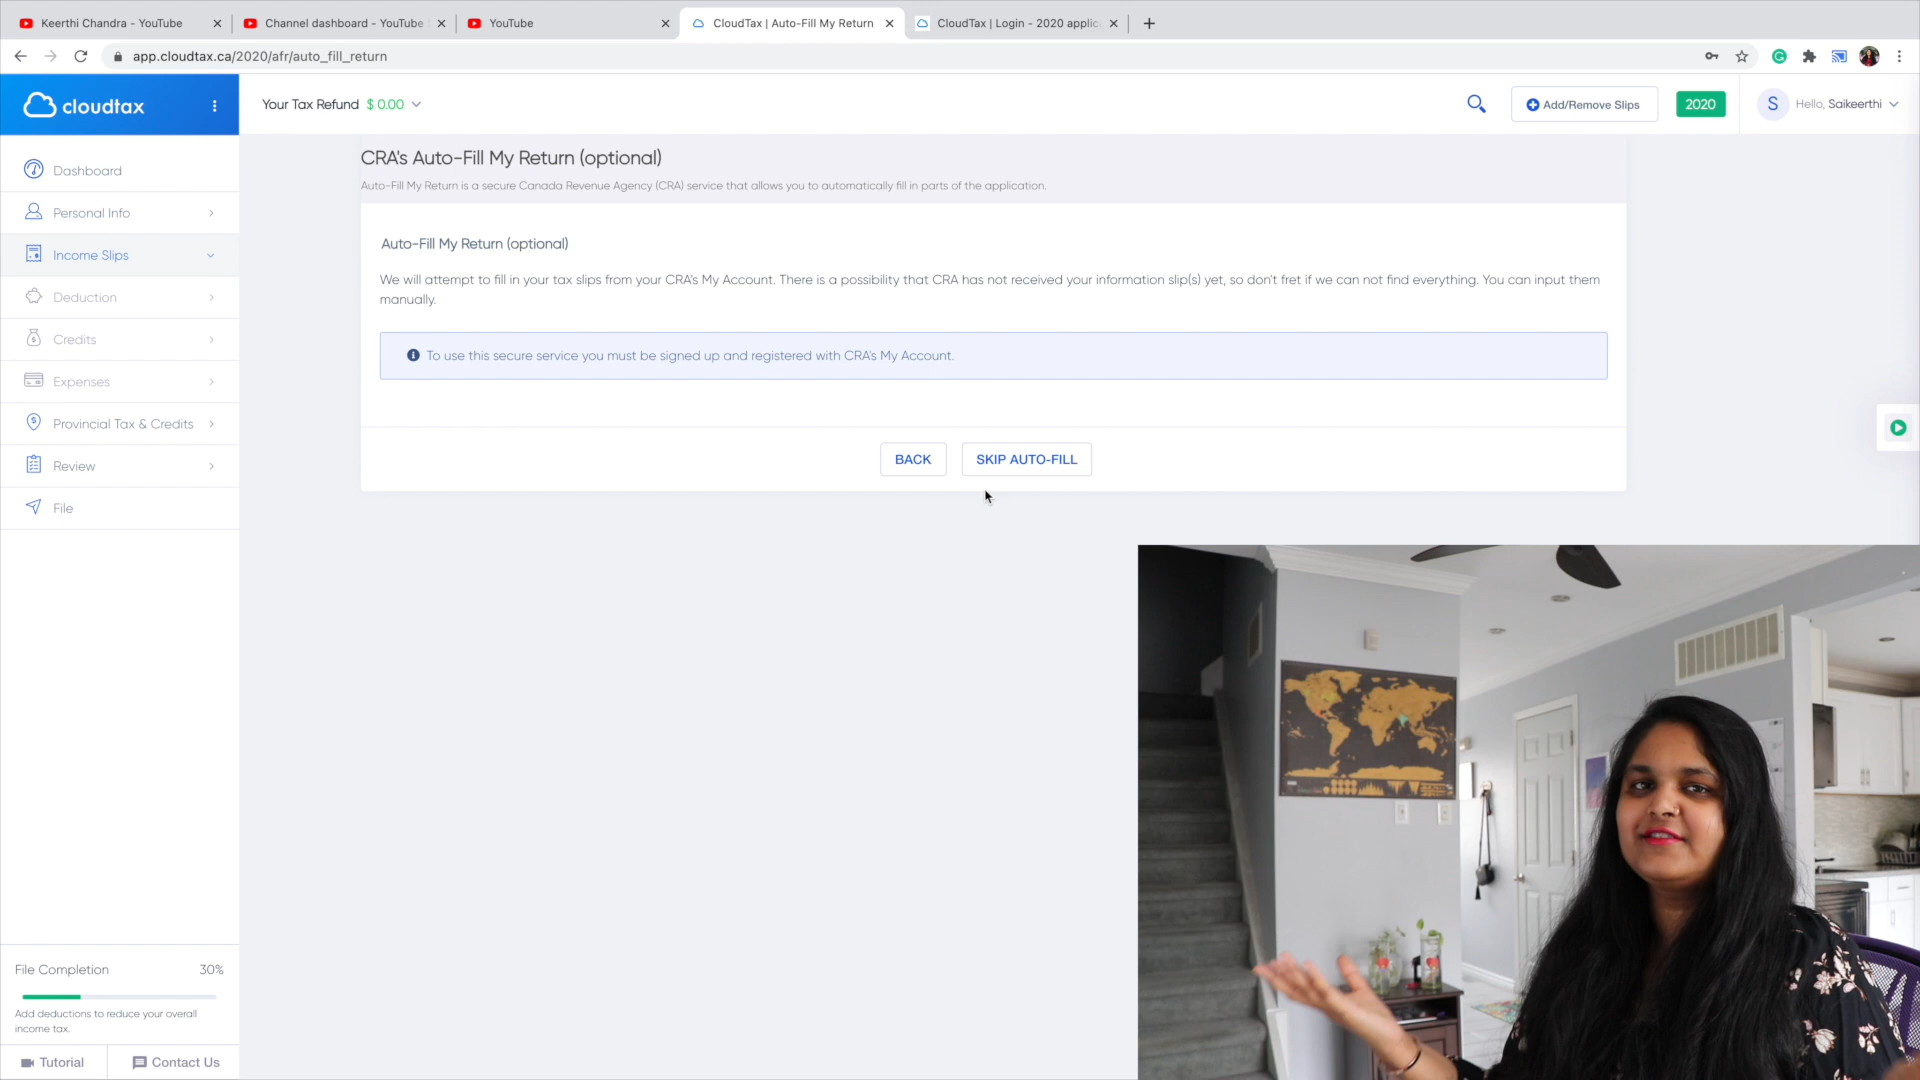 Keerthi Chandra - YouTube
Channel dashboard - YouTube
YouTube
CloudTax | Auto-Fill My Return
CloudTax | Login - 2020 applic
app.cloudtax.ca/2020/afr/auto_fill_return
cloudtax
Your Tax Refund $ 0.00
Add/Remove Slips
2020
S
Hello, Saikeerthi
Dashboard
Personal Info
Income Slips
Deduction
Credits
Expenses
Provincial Tax & Credits
Review
File
CRA's Auto-Fill My Return (optional)
Auto-Fill My Return is a secure Canada Revenue Agency (CRA) service that allows you to automatically fill in parts of the application.
Auto-Fill My Return (optional)
We will attempt to fill in your tax slips from your CRA's My Account. There is a possibility that CRA has not received your information slip(s) yet, so don't fret if we can not find everything. You can input them
manually.
To use this secure service you must be signed up and registered with CRA's My Account.
BACK
SKIP AUTO-FILL
File Completion 30%
Add deductions to reduce your overall
income tax.
Tutorial
Contact Us